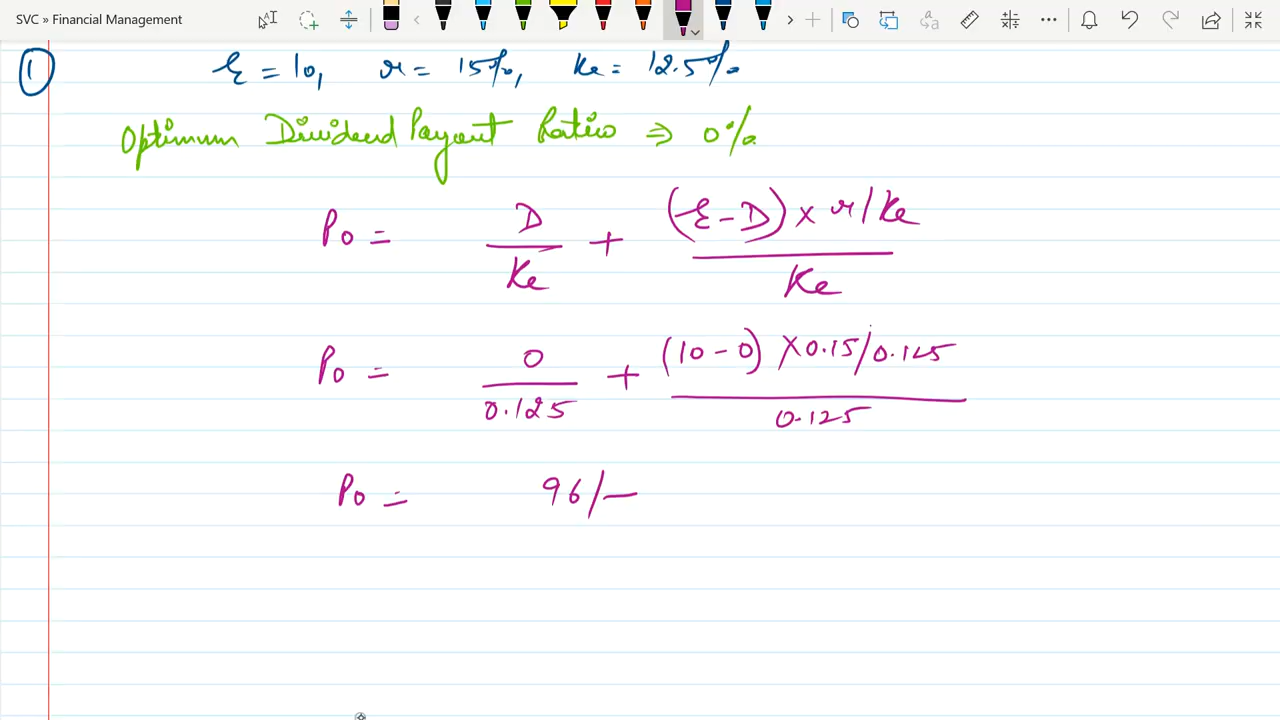 SVC » Financial Management
① E = 10, r = 15%, Ke = 12.5%
Optimum Dividend Payout Ratio ⇒ 0%
P0 = D/Ke + ((E - D) × r/Ke)/Ke
P0 = 0/0.125 + ((10 - 0) × 0.15/0.125)/0.125
P0 = 96/-